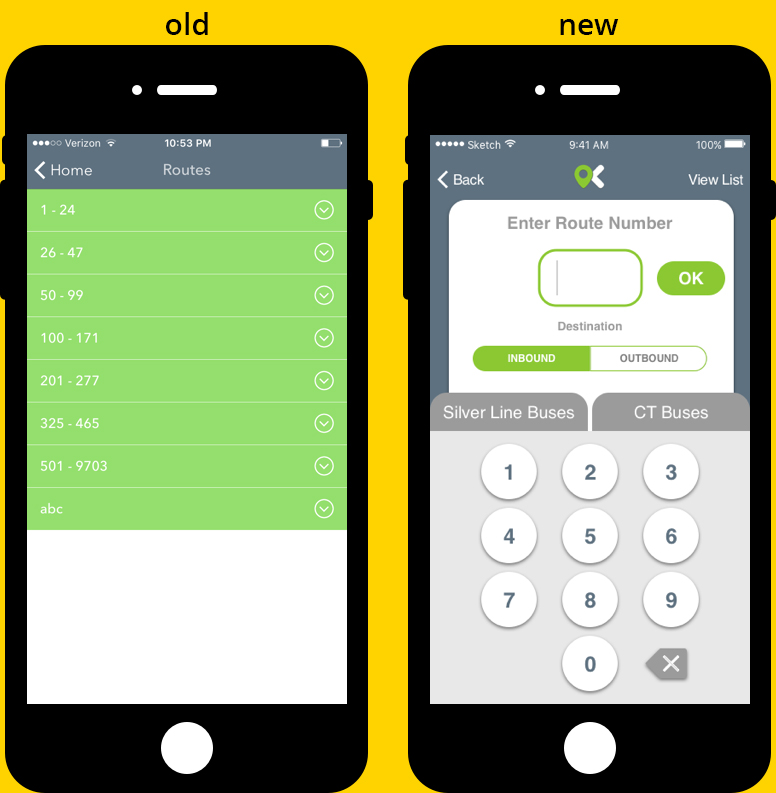 old
Verizon 10:53 PM
Home Routes
1 - 24
26 - 47
50 - 99
100 - 171
201 - 277
325 - 465
501 - 9703
abc
new
Sketch 9:41 AM 100%
Back View List
Enter Route Number
OK
Destination
INBOUND OUTBOUND
Silver Line Buses CT Buses
1 2 3
4 5 6
7 8 9
0